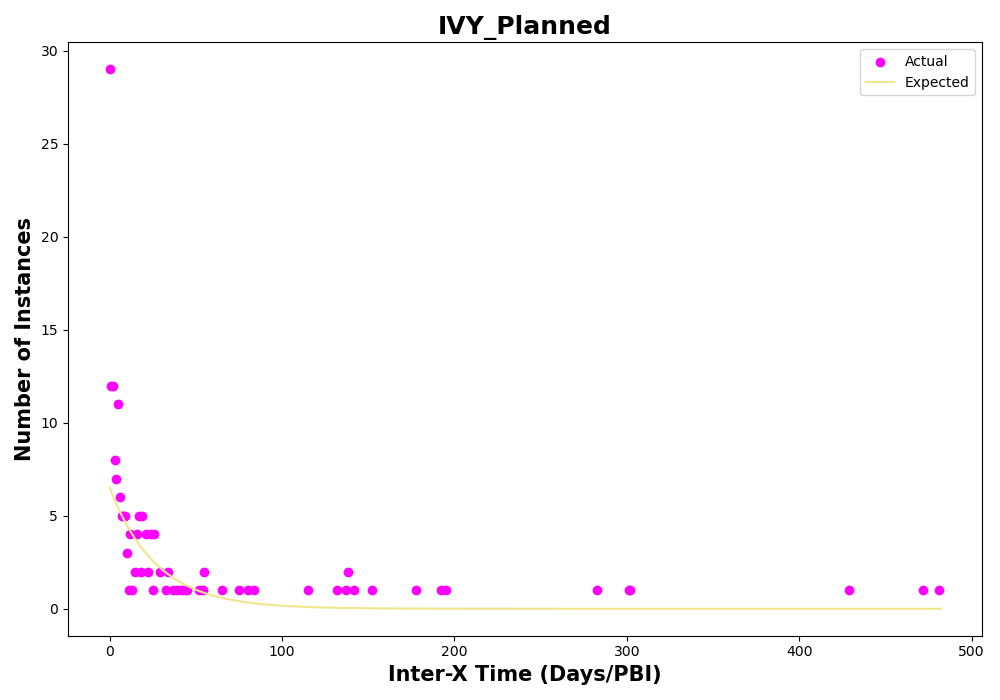 IVY_Planned
Actual
Expected
Number of Instances
30
25
20
15
10
5
0
0 100 200 300 400 500
Inter-X Time (Days/PBI)